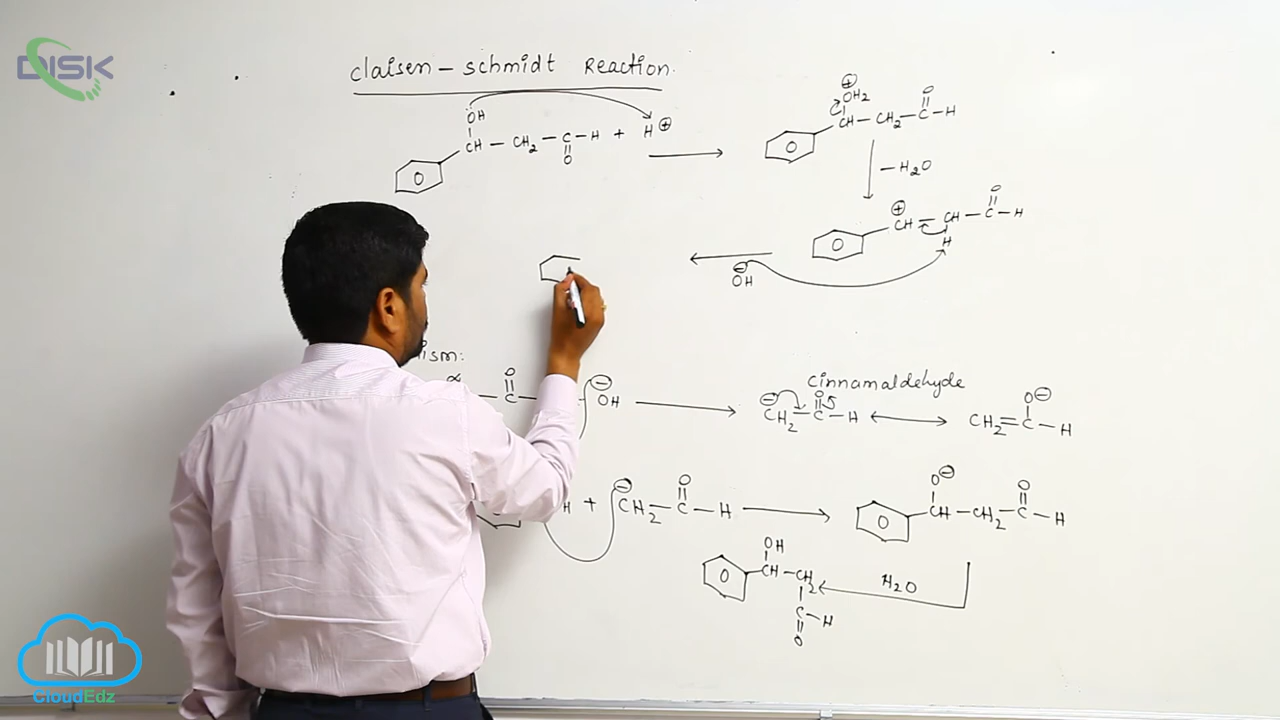 DISK
Claisen – Schmidt Reaction.
ÖH
CH – CH2 – C – H + H⊕
O
O
⊕
OH2 O
CH – CH2 – C – H
O
– H2O
⊕ O
CH = CH – C – H
O H
⊖
OH
ism:
α O ⊖
– C – OH
Cinnamaldehyde
⊖ O
CH2 – C – H
O⊖
CH2 = C – H
H + ⊖CH2 – C – H
O
O⊖ O
O CH – CH2 – C – H
OH
O CH – CH2
H2O
C – H
O
CloudEdz